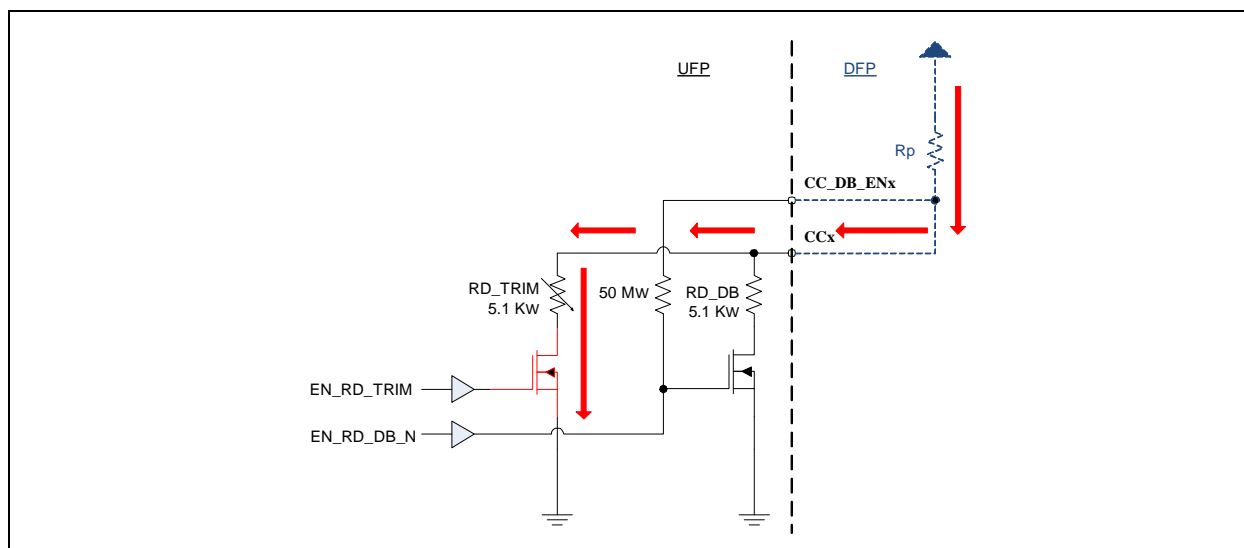 UFP
DFP
Rp
CC_DB_ENx
CCx
RD_TRIM
5.1 Kw
50 Mw
RD_DB
5.1 Kw
EN_RD_TRIM
EN_RD_DB_N